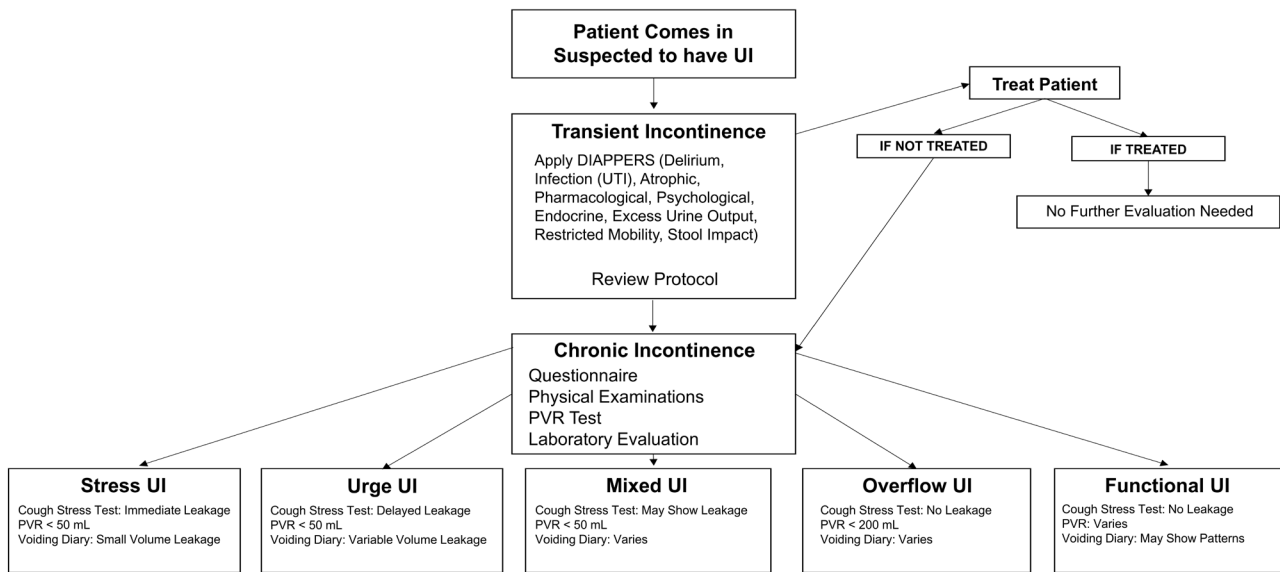 Patient Comes in
Suspected to have UI
Treat Patient
Transient Incontinence
Apply DIAPPERS (Delirium,
Infection (UTI), Atrophic,
Pharmacological, Psychological,
Endocrine, Excess Urine Output,
Restricted Mobility, Stool Impact)
Review Protocol
IF NOT TREATED
IF TREATED
No Further Evaluation Needed
Chronic Incontinence
Questionnaire
Physical Examinations
PVR Test
Laboratory Evaluation
Stress UI
Cough Stress Test: Immediate Leakage
PVR < 50 mL
Voiding Diary: Small Volume Leakage
Urge UI
Cough Stress Test: Delayed Leakage
PVR < 50 mL
Voiding Diary: Variable Volume Leakage
Mixed UI
Cough Stress Test: May Show Leakage
PVR < 50 mL
Voiding Diary: Varies
Overflow UI
Cough Stress Test: No Leakage
PVR < 200 mL
Voiding Diary: Varies
Functional UI
Cough Stress Test: No Leakage
PVR: Varies
Voiding Diary: May Show Patterns